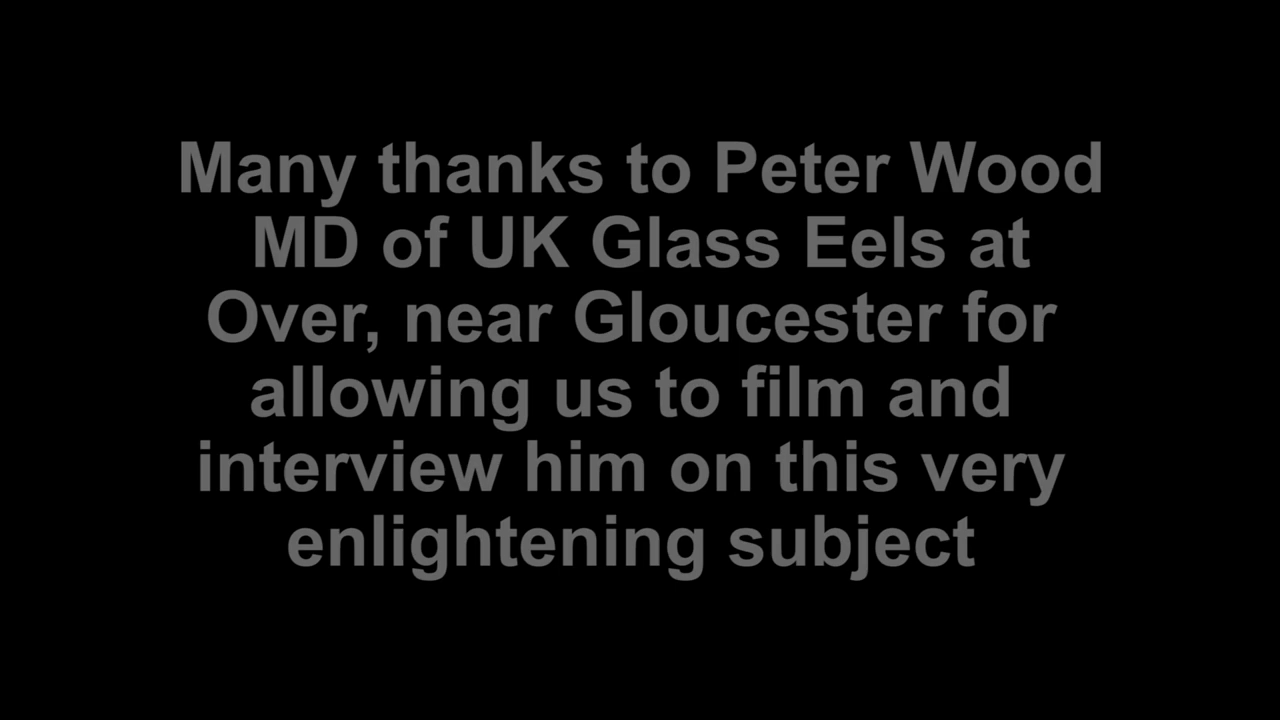 Many thanks to Peter Wood
MD of UK Glass Eels at
Over, near Gloucester for
allowing us to film and
interview him on this very
enlightening subject